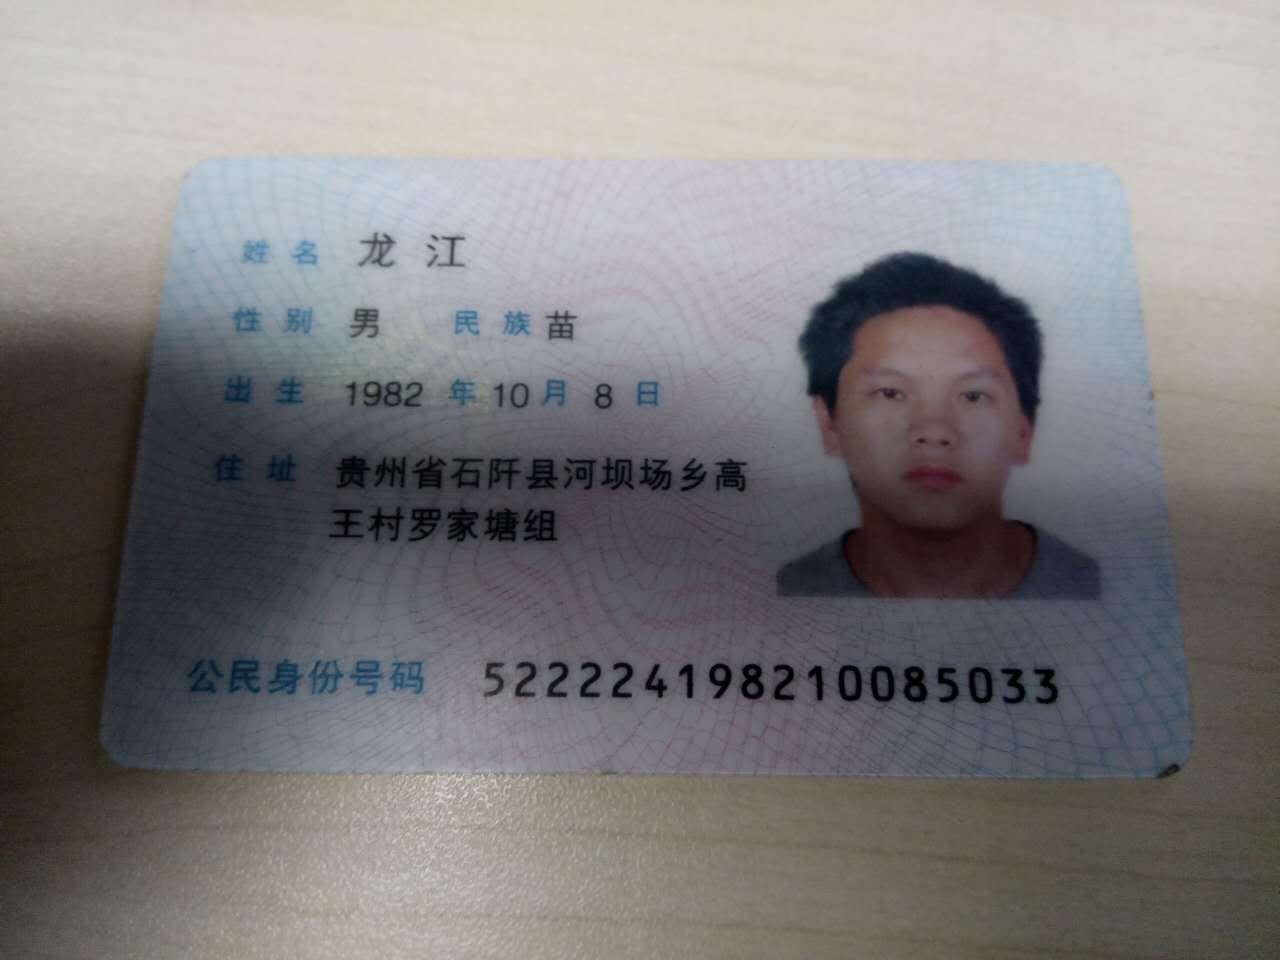 姓名 龙江
性别 男 民族 苗
出生 1982 年 10 月 8 日
住址 贵州省石阡县河坝场乡高
王村罗家塘组
公民身份号码 522224198210085033